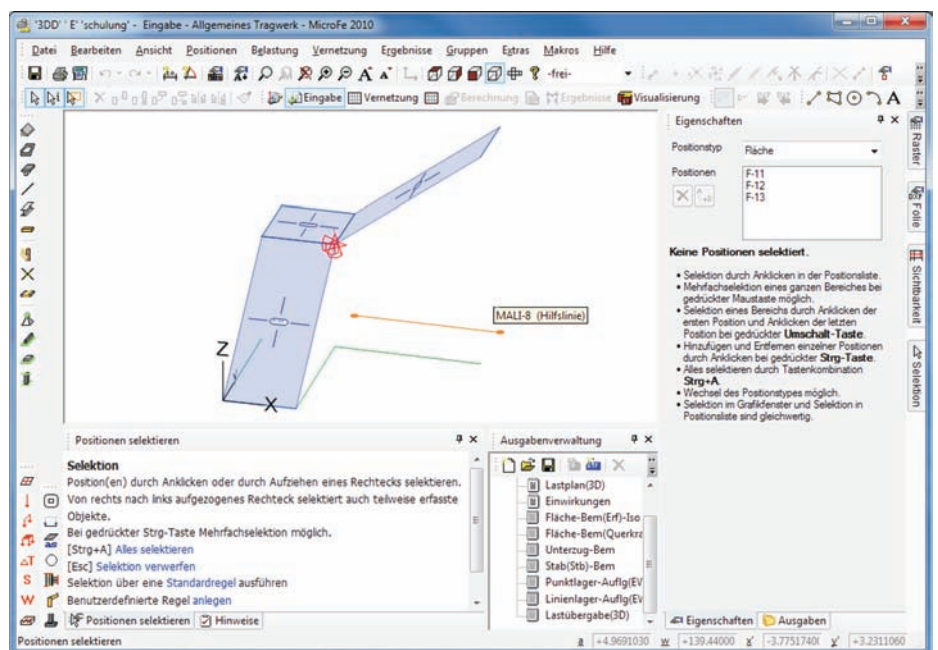 '3DD' ' E' 'schulung' - Eingabe - Allgemeines Tragwerk - MicroFe 2010
Datei Bearbeiten Ansicht Positionen Belastung Vernetzung Ergebnisse Gruppen Extras Makros Hilfe
-frei-
Eingabe Vernetzung Berechnung Ergebnisse Visualisierung A
Eigenschaften
Positionstyp Fläche
Positionen F-11
F-12
F-13
Raster
Folie
Sichtbarkeit
Selektion
MALI-8 (Hilfslinie)
Z
Y
X
Keine Positionen selektiert.
• Selektion durch Anklicken in der Positionsliste.
• Mehrfachselektion eines ganzen Bereiches bei
gedrückter Maustaste möglich.
• Selektion eines Bereichs durch Anklicken der
ersten Position und Anklicken der letzten
Position bei gedrückter Umschalt-Taste.
• Hinzufügen und Entfernen einzelner Positionen
durch Anklicken bei gedrückter Strg-Taste.
• Alles selektieren durch Tastenkombination
Strg+A.
• Wechsel des Positionstypes möglich.
• Selektion im Grafikfenster und Selektion in
Positionsliste sind gleichwertig.
Positionen selektieren
Selektion
Position(en) durch Anklicken oder durch Aufziehen eines Rechtecks selektieren.
Von rechts nach links aufgezogenes Rechteck selektiert auch teilweise erfasste
Objekte.
Bei gedrückter Strg-Taste Mehrfachselektion möglich.
[Strg+A] Alles selektieren
[Esc] Selektion verwerfen
Selektion über eine Standardregel ausführen
Benutzerdefinierte Regel anlegen
Positionen selektieren Hinweise
ΔT
S
W
Ausgabenverwaltung
Lastplan(3D)
Einwirkungen
Fläche-Bem(Erf)-Iso
Fläche-Bem(Querkra
Unterzug-Bem
Stab(Stb)-Bem
Punktlager-Auflg(EV
Linienlager-Auflg(EV
Lastübergabe(3D)
Eigenschaften Ausgaben
Positionen selektieren
a +4.9691030 w +139.44000 x' -3.7751740( y' +3.2311060